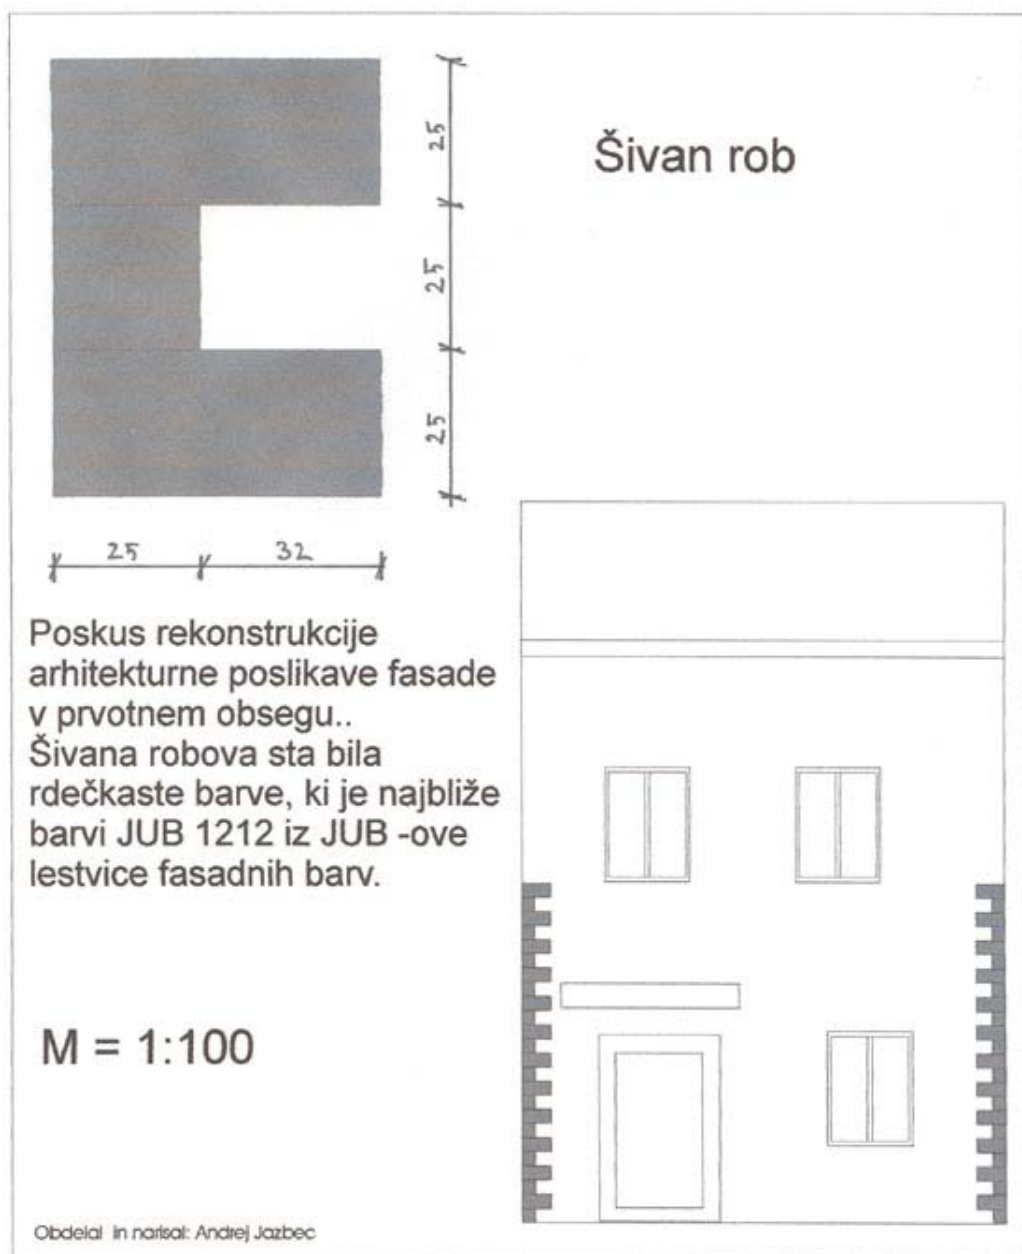 25
Šivan rob
25
25
25 32
Poskus rekonstrukcije
arhitekturne poslikave fasade
v prvotnem obsegu..
Šivana robova sta bila
rdečkaste barve, ki je najbliže
barvi JUB 1212 iz JUB -ove
lestvice fasadnih barv.
M = 1:100
Obdelal in narisal: Andrej Jazbec